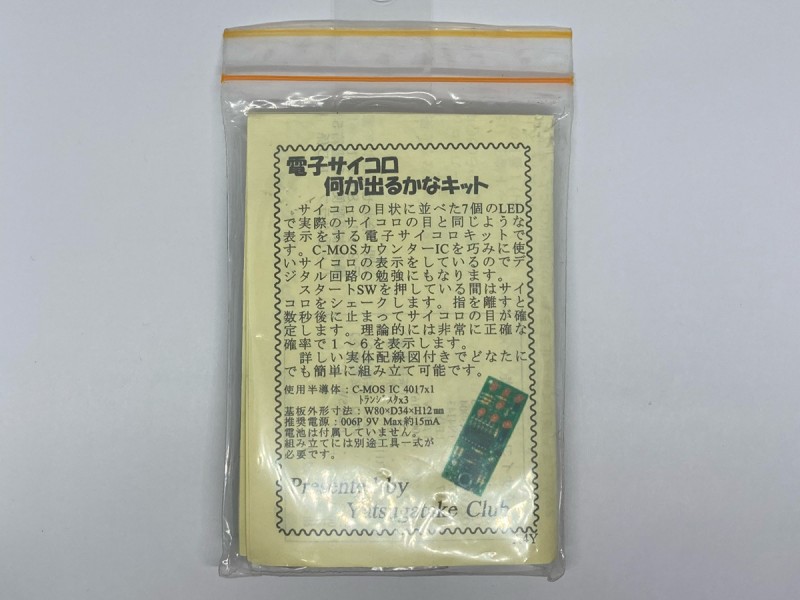 電子サイコロ
何が出るかなキット
サイコロの目状に並べた7個のLED
で実際のサイコロの目と同じような
表示をする電子サイコロキットで
す。C-MOSカウンターICを巧みに使
いサイコロの表示をしているのでデ
ジタル回路の勉強にもなります。
スタートSWを押している間はサイ
コロをシェークします。指を離すと
数秒後に止まってサイコロの目が確
定します。理論的には非常に正確な
確率で1～6を表示します。
詳しい実体配線図付きでどなたに
でも簡単に組み立て可能です。
使用半導体：C-MOS IC 4017x1
トランジスタx3
基板外形寸法：W80×D34×H12㎜
推奨電源：006P 9V Max約15mA
電池は付属していません。
組み立てには別途工具一式が
必要です。
Presented by
Yatsugatake Club